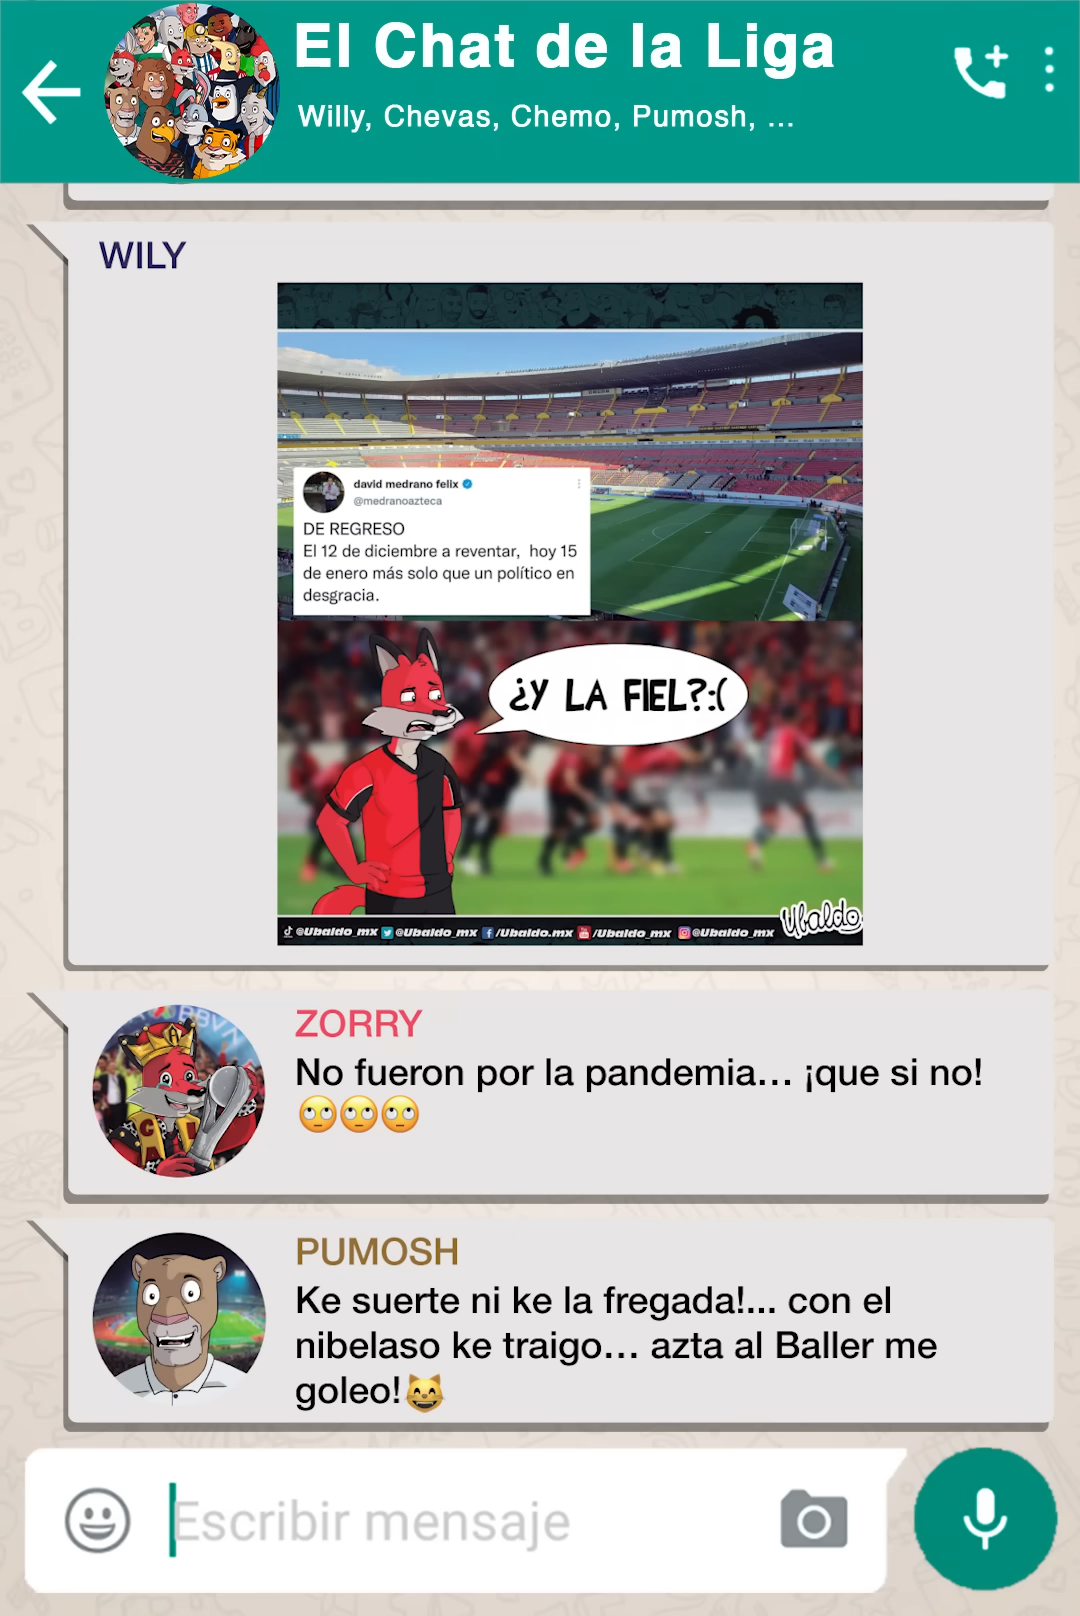 El Chat de la Liga
Willy, Chevas, Chemo, Pumosh, ...
WILY
david medrano felix
@medranoazteca
DE REGRESO
El 12 de diciembre a reventar, hoy 15
de enero más solo que un político en
desgracia.
¿Y LA FIEL?:(
Ubaldo
@Ubaldo_mx @Ubaldo_mx /Ubaldo.mx /Ubaldo_mx @Ubaldo_mx
ZORRY
No fueron por la pandemia... ¡que si no!
🙄🙄🙄
BBVA
A
PUMOSH
Ke suerte ni ke la fregada!... con el
nibelaso ke traigo... azta al Baller me
goleo!😸
Escribir mensaje